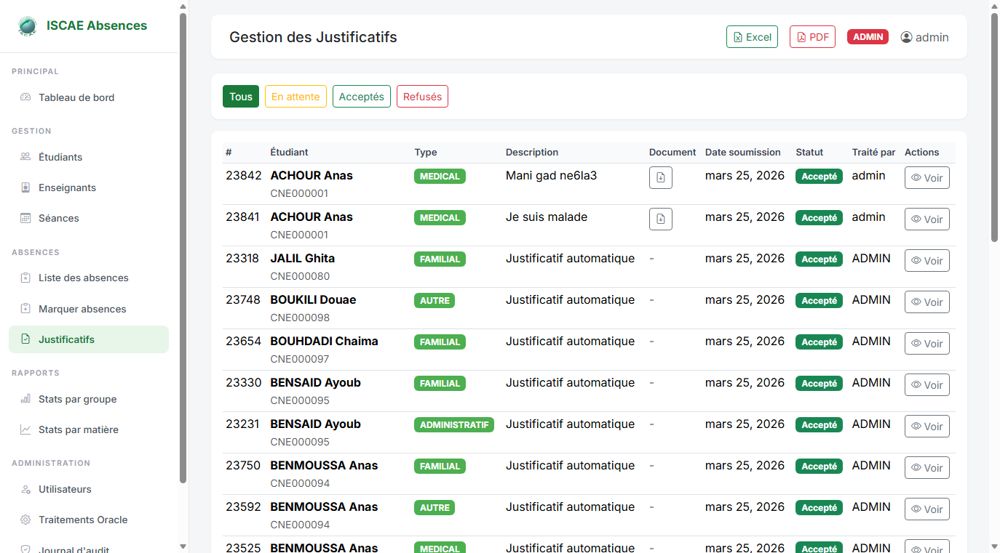 ISCAE Absences
PRINCIPAL
Tableau de bord
GESTION
Étudiants
Enseignants
Séances
ABSENCES
Liste des absences
Marquer absences
Justificatifs
RAPPORTS
Stats par groupe
Stats par matière
ADMINISTRATION
Utilisateurs
Traitements Oracle
Journal d'audit
Gestion des Justificatifs
Excel PDF ADMIN admin
Tous En attente Acceptés Refusés
# Étudiant Type Description Document Date soumission Statut Traité par Actions
23842 ACHOUR Anas MEDICAL Mani gad ne6la3 mars 25, 2026 Accepté admin Voir
CNE000001
23841 ACHOUR Anas MEDICAL Je suis malade mars 25, 2026 Accepté admin Voir
CNE000001
23318 JALIL Ghita FAMILIAL Justificatif automatique - mars 25, 2026 Accepté ADMIN Voir
CNE000080
23748 BOUKILI Douae AUTRE Justificatif automatique - mars 25, 2026 Accepté ADMIN Voir
CNE000098
23654 BOUHDADI Chaima FAMILIAL Justificatif automatique - mars 25, 2026 Accepté ADMIN Voir
CNE000097
23330 BENSAID Ayoub FAMILIAL Justificatif automatique - mars 25, 2026 Accepté ADMIN Voir
CNE000095
23231 BENSAID Ayoub ADMINISTRATIF Justificatif automatique - mars 25, 2026 Accepté ADMIN Voir
CNE000095
23750 BENMOUSSA Anas FAMILIAL Justificatif automatique - mars 25, 2026 Accepté ADMIN Voir
CNE000094
23592 BENMOUSSA Anas AUTRE Justificatif automatique - mars 25, 2026 Accepté ADMIN Voir
CNE000094
23525 BENMOUSSA Anas MEDICAL Justificatif automatique - mars 25, 2026 Accepté ADMIN Voir